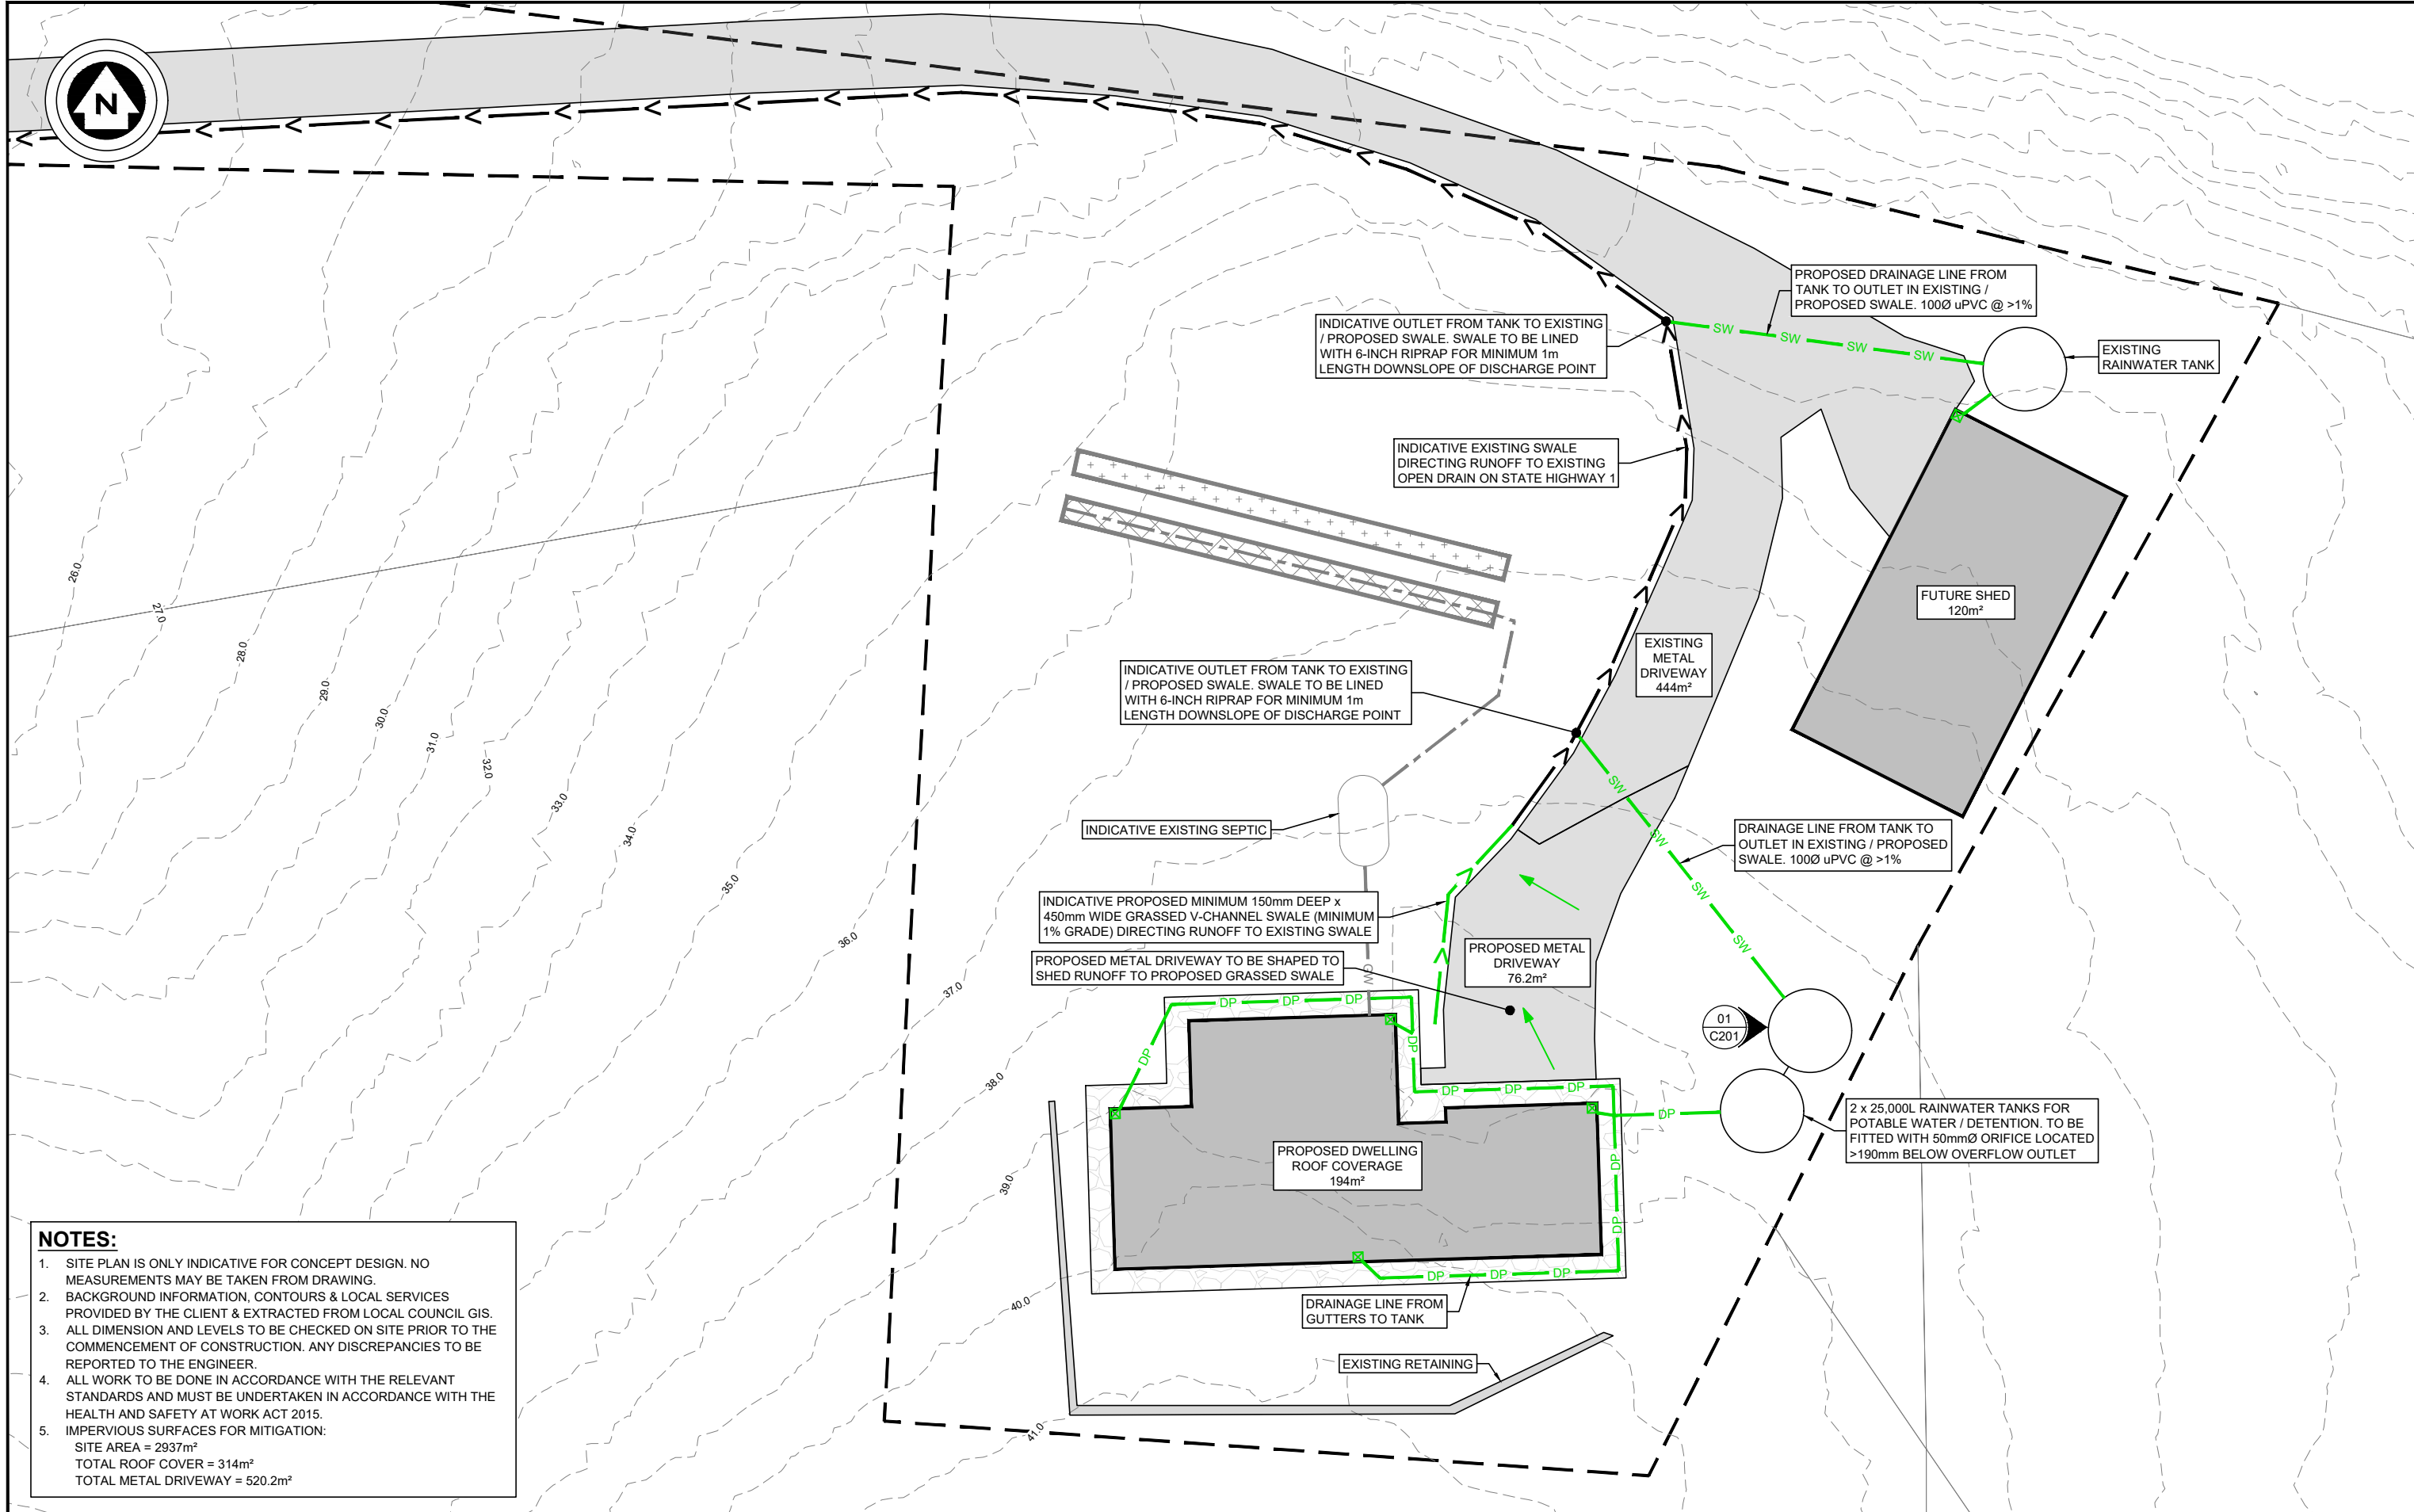 N
PROPOSED DRAINAGE LINE FROM
TANK TO OUTLET IN EXISTING /
PROPOSED SWALE. 100Ø uPVC @ >1%
INDICATIVE OUTLET FROM TANK TO EXISTING
/ PROPOSED SWALE. SWALE TO BE LINED
WITH 6-INCH RIPRAP FOR MINIMUM 1m
LENGTH DOWNSLOPE OF DISCHARGE POINT
SW
SW
SW
SW
EXISTING
RAINWATER TANK
INDICATIVE EXISTING SWALE
DIRECTING RUNOFF TO EXISTING
OPEN DRAIN ON STATE HIGHWAY 1
FUTURE SHED
120m²
EXISTING
METAL
DRIVEWAY
444m²
INDICATIVE OUTLET FROM TANK TO EXISTING
/ PROPOSED SWALE. SWALE TO BE LINED
WITH 6-INCH RIPRAP FOR MINIMUM 1m
LENGTH DOWNSLOPE OF DISCHARGE POINT
26.0
27.0
28.0
29.0
30.0
31.0
32.0
33.0
34.0
35.0
36.0
37.0
38.0
39.0
40.0
41.0
SW
SW
SW
SW
INDICATIVE EXISTING SEPTIC
DRAINAGE LINE FROM TANK TO
OUTLET IN EXISTING / PROPOSED
SWALE. 100Ø uPVC @ >1%
INDICATIVE PROPOSED MINIMUM 150mm DEEP x
450mm WIDE GRASSED V-CHANNEL SWALE (MINIMUM
1% GRADE) DIRECTING RUNOFF TO EXISTING SWALE
PROPOSED METAL DRIVEWAY TO BE SHAPED TO
SHED RUNOFF TO PROPOSED GRASSED SWALE
PROPOSED METAL
DRIVEWAY
76.2m²
GW
DP
DP
DP
DP
DP
DP
DP
DP
DP
DP
DP
DP
DP
DP
01
C201
2 x 25,000L RAINWATER TANKS FOR
POTABLE WATER / DETENTION. TO BE
FITTED WITH 50mmØ ORIFICE LOCATED
>190mm BELOW OVERFLOW OUTLET
PROPOSED DWELLING
ROOF COVERAGE
194m²
DRAINAGE LINE FROM
GUTTERS TO TANK
EXISTING RETAINING
NOTES:
1. SITE PLAN IS ONLY INDICATIVE FOR CONCEPT DESIGN. NO
MEASUREMENTS MAY BE TAKEN FROM DRAWING.
2. BACKGROUND INFORMATION, CONTOURS & LOCAL SERVICES
PROVIDED BY THE CLIENT & EXTRACTED FROM LOCAL COUNCIL GIS.
3. ALL DIMENSION AND LEVELS TO BE CHECKED ON SITE PRIOR TO THE
COMMENCEMENT OF CONSTRUCTION. ANY DISCREPANCIES TO BE
REPORTED TO THE ENGINEER.
4. ALL WORK TO BE DONE IN ACCORDANCE WITH THE RELEVANT
STANDARDS AND MUST BE UNDERTAKEN IN ACCORDANCE WITH THE
HEALTH AND SAFETY AT WORK ACT 2015.
5. IMPERVIOUS SURFACES FOR MITIGATION:
SITE AREA = 2937m²
TOTAL ROOF COVER = 314m²
TOTAL METAL DRIVEWAY = 520.2m²